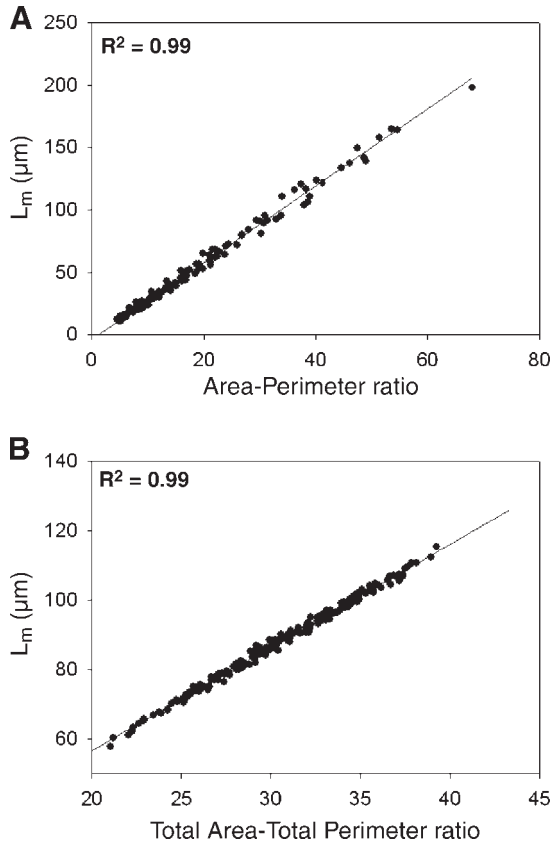 A
R² = 0.99
250
200
150
100
50
0
Lm (µm)
0 20 40 60 80
Area-Perimeter ratio
B
R² = 0.99
140
120
100
80
60
Lm (µm)
20 25 30 35 40 45
Total Area-Total Perimeter ratio